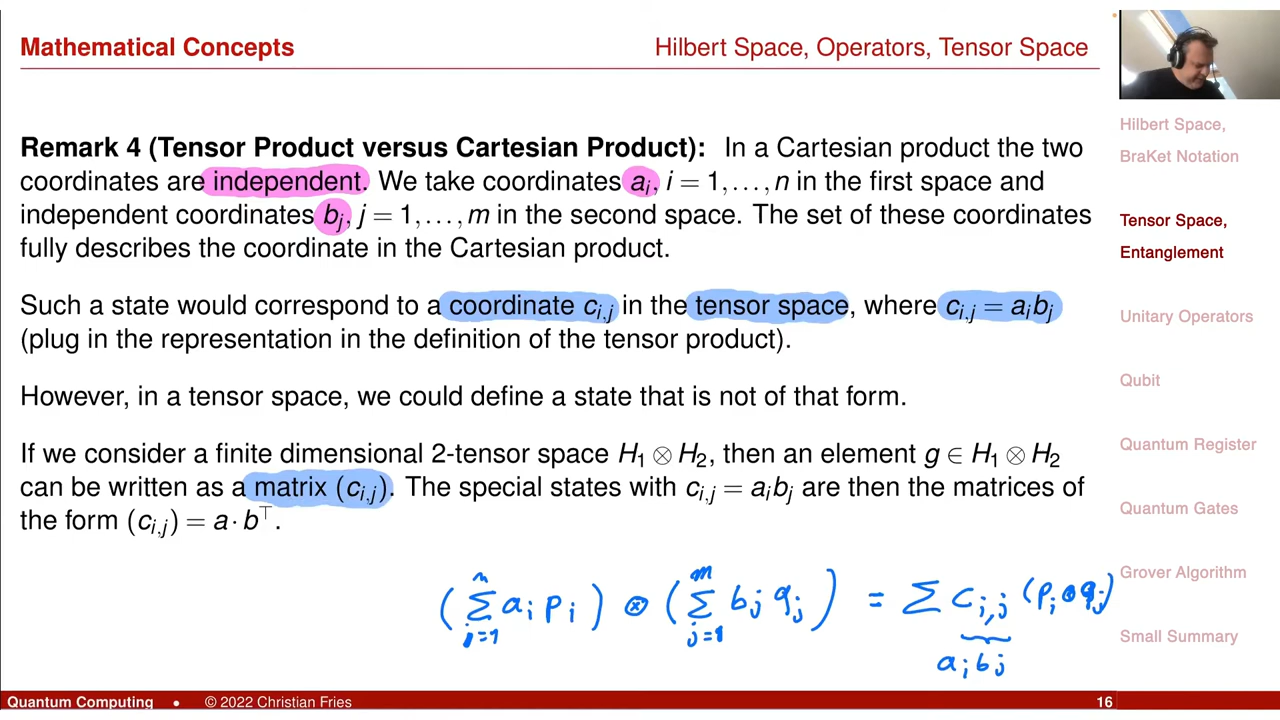 Mathematical Concepts
Hilbert Space, Operators, Tensor Space
Remark 4 (Tensor Product versus Cartesian Product): In a Cartesian product the two
coordinates are independent. We take coordinates aᵢ, i = 1, . . . , n in the first space and
independent coordinates bⱼ, j = 1, . . . , m in the second space. The set of these coordinates
fully describes the coordinate in the Cartesian product.
Such a state would correspond to a coordinate cᵢ,ⱼ in the tensor space, where cᵢ,ⱼ = aᵢbⱼ
(plug in the representation in the definition of the tensor product).
However, in a tensor space, we could define a state that is not of that form.
If we consider a finite dimensional 2-tensor space H₁ ⊗ H₂, then an element g ∈ H₁ ⊗ H₂
can be written as a matrix (cᵢ,ⱼ). The special states with cᵢ,ⱼ = aᵢbⱼ are then the matrices of
the form (cᵢ,ⱼ) = a · b⊤.
n m
( ∑ aᵢ pᵢ ) ⊗ ( ∑ bⱼ qⱼ ) = ∑ cᵢ,ⱼ (pᵢ ⊗ qⱼ)
j=1 j=1
aᵢ bⱼ
Hilbert Space,
BraKet Notation
Tensor Space,
Entanglement
Unitary Operators
Qubit
Quantum Register
Quantum Gates
Grover Algorithm
Small Summary
Quantum Computing • © 2022 Christian Fries 16